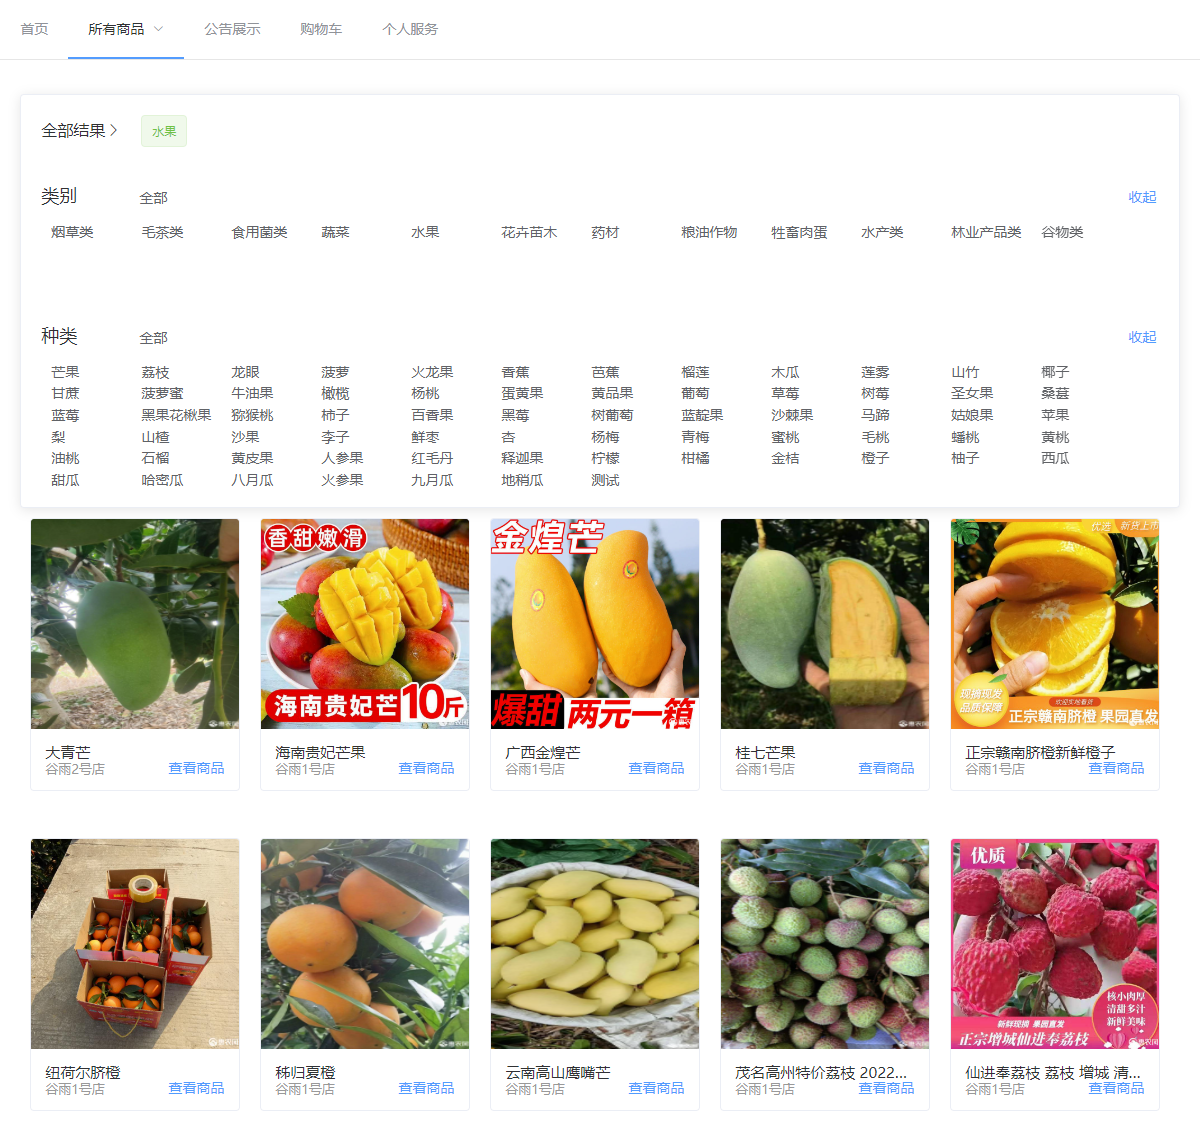 首页 所有商品 公告展示 购物车 个人服务
全部结果 水果
类别 全部 收起
烟草类 毛茶类 食用菌类 蔬菜 水果 花卉苗木 药材 粮油作物 牲畜肉蛋 水产类 林业产品类 谷物类
种类 全部 收起
芒果 荔枝 龙眼 菠萝 火龙果 香蕉 芭蕉 榴莲 木瓜 莲雾 山竹 椰子
甘蔗 菠萝蜜 牛油果 橄榄 杨桃 蛋黄果 黄品果 葡萄 草莓 树莓 圣女果 桑葚
蓝莓 黑果花楸果 猕猴桃 柿子 百香果 黑莓 树葡萄 蓝靛果 沙棘果 马蹄 姑娘果 苹果
梨 山楂 沙果 李子 鲜枣 杏 杨梅 青梅 蜜桃 毛桃 蟠桃 黄桃
油桃 石榴 黄皮果 人参果 红毛丹 释迦果 柠檬 柑橘 金桔 橙子 柚子 西瓜
甜瓜 哈密瓜 八月瓜 火参果 九月瓜 地稍瓜 测试
香甜嫩滑
海南贵妃芒10斤
金煌芒
爆甜 两元一箱
优选 新货上市
现摘现发
品质保障
欢迎实地看货
正宗赣南脐橙 果园直发
惠农网
大青芒 海南贵妃芒果 广西金煌芒 桂七芒果 正宗赣南脐橙新鲜橙子
谷雨2号店 查看商品 谷雨1号店 查看商品 谷雨1号店 查看商品 谷雨1号店 查看商品 谷雨1号店 查看商品
优质
核小肉厚
清甜多汁
新鲜美味
新鲜现摘 果园直发
正宗增城仙进奉荔枝
惠农网
纽荷尔脐橙 秭归夏橙 云南高山鹰嘴芒 茂名高州特价荔枝 2022... 仙进奉荔枝 荔枝 增城 清...
谷雨1号店 查看商品 谷雨1号店 查看商品 谷雨1号店 查看商品 谷雨1号店 查看商品 谷雨1号店 查看商品